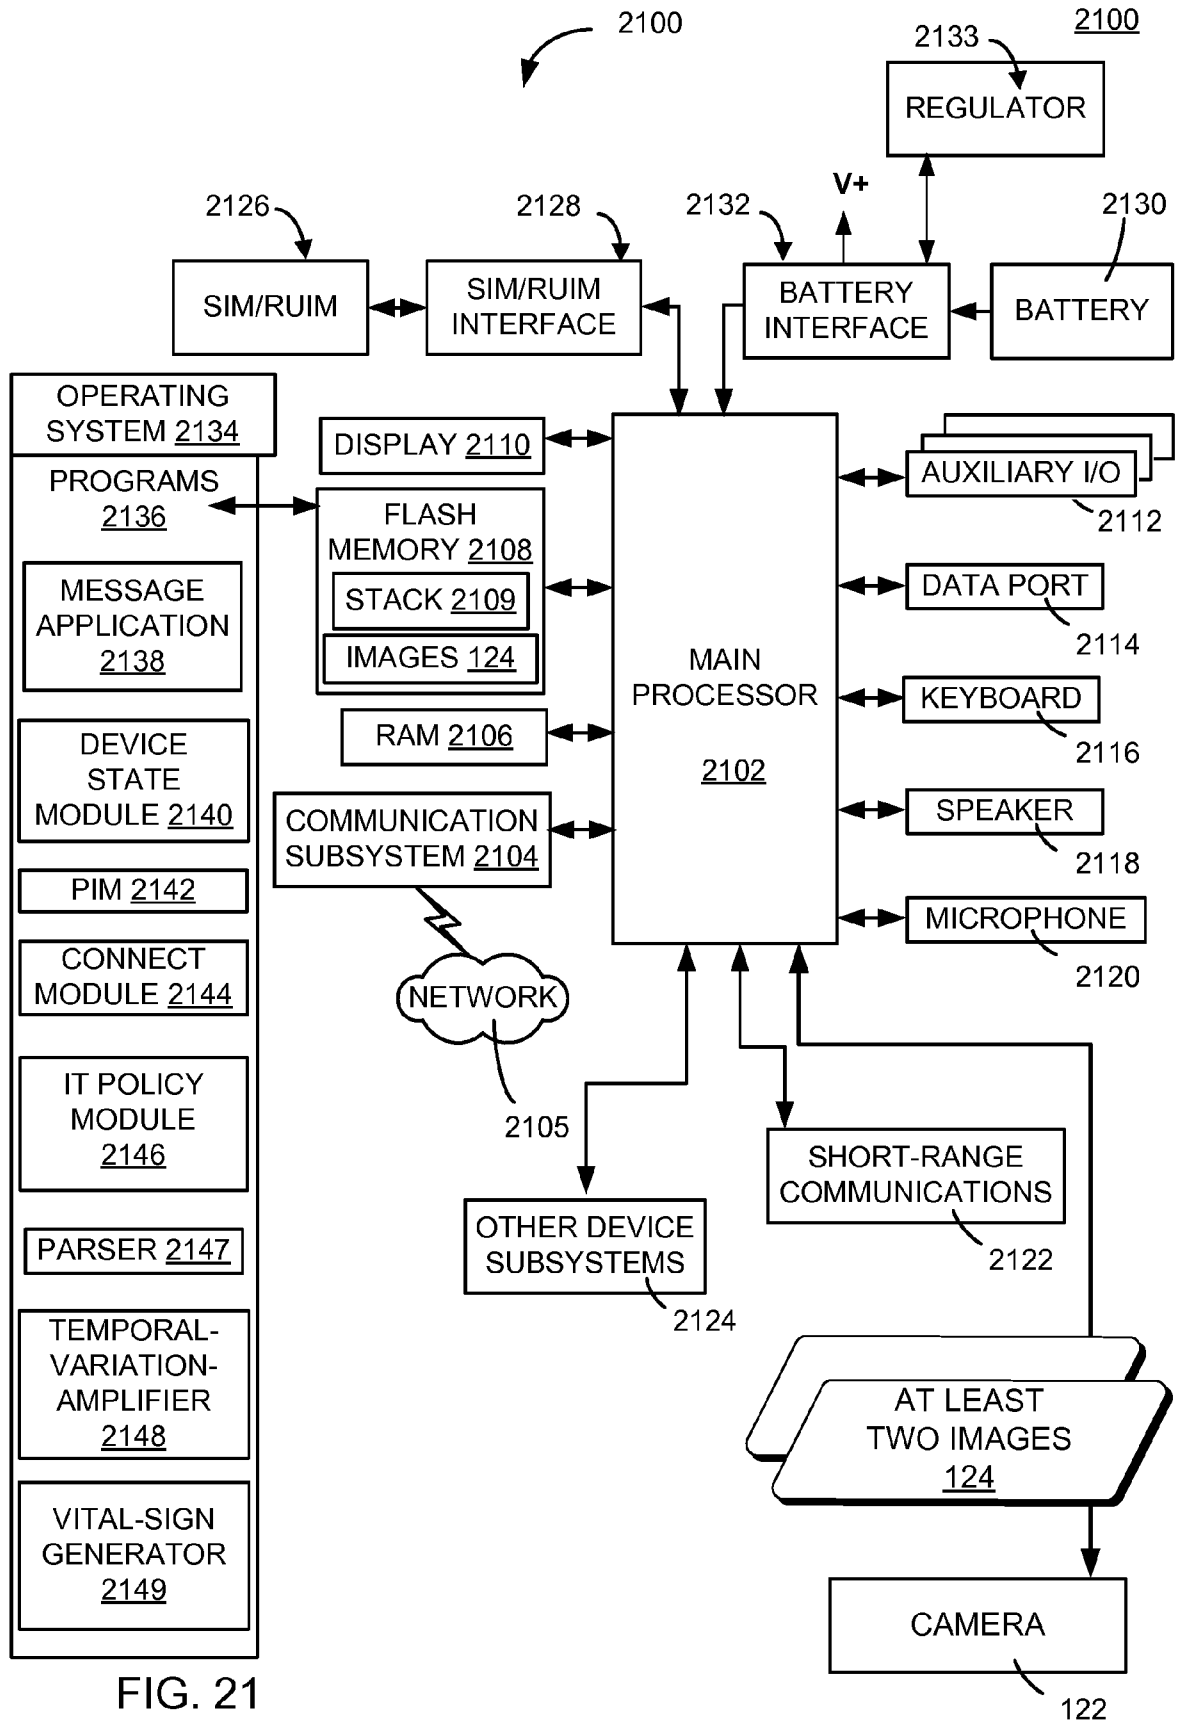 2100
2100
2133
REGULATOR
V+
2126
2128
2132
2130
SIM/RUIM
SIM/RUIM
INTERFACE
BATTERY
INTERFACE
BATTERY
OPERATING
SYSTEM 2134
PROGRAMS
2136
MESSAGE
APPLICATION
2138
DEVICE
STATE
MODULE 2140
PIM 2142
CONNECT
MODULE 2144
IT POLICY
MODULE
2146
PARSER 2147
TEMPORAL-
VARIATION-
AMPLIFIER
2148
VITAL-SIGN
GENERATOR
2149
DISPLAY 2110
FLASH
MEMORY 2108
STACK 2109
IMAGES 124
RAM 2106
COMMUNICATION
SUBSYSTEM 2104
NETWORK
2105
MAIN
PROCESSOR
2102
AUXILIARY I/O
2112
DATA PORT
2114
KEYBOARD
2116
SPEAKER
2118
MICROPHONE
2120
SHORT-RANGE
COMMUNICATIONS
2122
OTHER DEVICE
SUBSYSTEMS
2124
AT LEAST
TWO IMAGES
124
CAMERA
122
FIG. 21